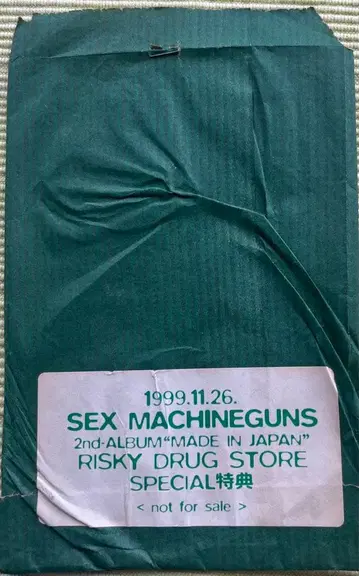 1999.11.26.
SEX MACHINEGUNS
2nd-ALBUM“MADE IN JAPAN”
RISKY DRUG STORE
SPECIAL特典
< not for sale >